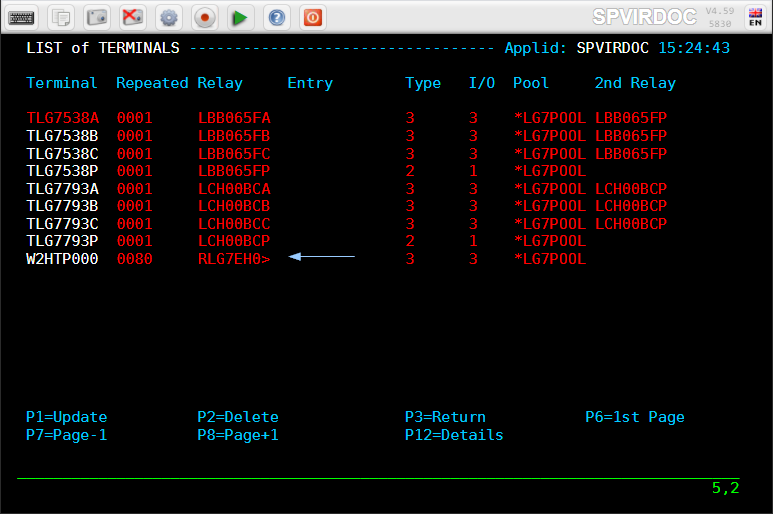 SPVIRDOC V4.59 5830 EN
LIST of TERMINALS ---------------------------------- Applid: SPVIRDOC 15:24:43
Terminal Repeated Relay Entry Type I/O Pool 2nd Relay
TLG7538A 0001 LBB065FA 3 3 *LG7POOL LBB065FP
TLG7538B 0001 LBB065FB 3 3 *LG7POOL LBB065FP
TLG7538C 0001 LBB065FC 3 3 *LG7POOL LBB065FP
TLG7538P 0001 LBB065FP 2 1 *LG7POOL
TLG7793A 0001 LCH00BCA 3 3 *LG7POOL LCH00BCP
TLG7793B 0001 LCH00BCB 3 3 *LG7POOL LCH00BCP
TLG7793C 0001 LCH00BCC 3 3 *LG7POOL LCH00BCP
TLG7793P 0001 LCH00BCP 2 1 *LG7POOL
W2HTP000 0080 RLG7EH0> 3 3 *LG7POOL
P1=Update P2=Delete P3=Return P6=1st Page
P7=Page-1 P8=Page+1 P12=Details
5,2